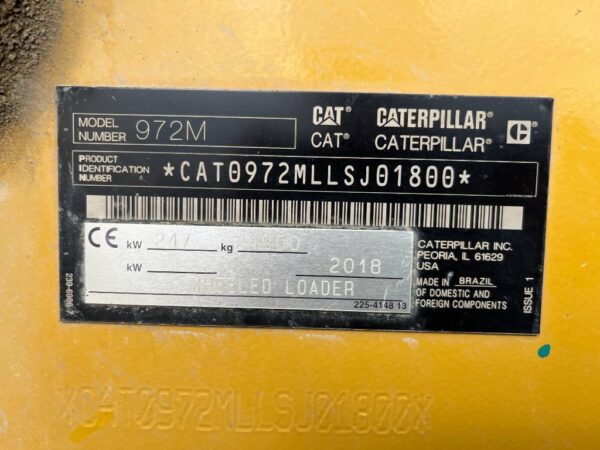 MODEL NUMBER 972M
CAT CATERPILLAR
CAT® CATERPILLAR®
PRODUCT IDENTIFICATION NUMBER *CAT0972MLLSJ01800*
CE kW 247 kg
kW 2018
WHEELED LOADER
225-4148 13
CATERPILLAR INC.
PEORIA, IL 61629
USA
MADE IN BRAZIL
OF DOMESTIC AND
FOREIGN COMPONENTS
ISSUE 1
*CAT0972MLLSJ01800*